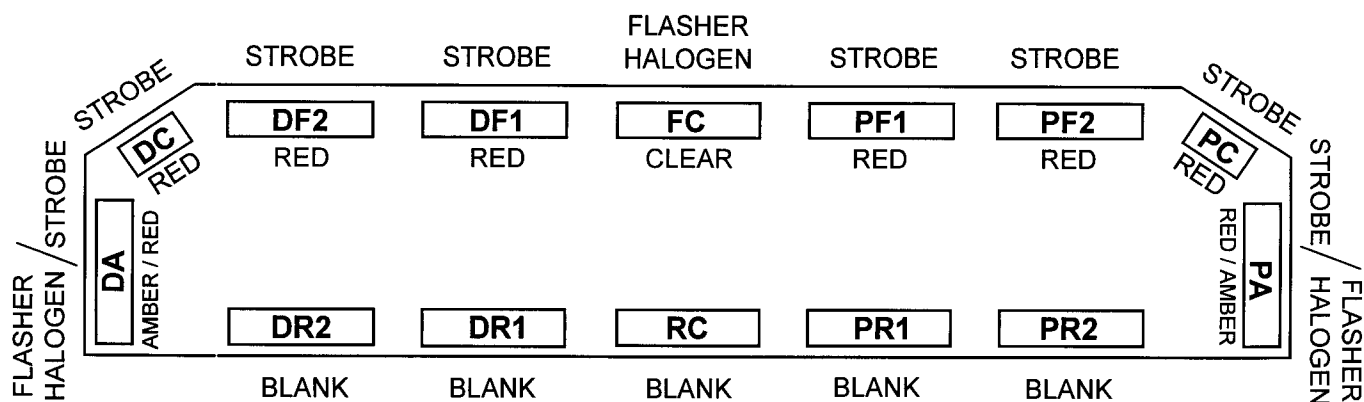 FLASHER
HALOGEN
STROBE STROBE STROBE STROBE
STROBE
STROBE
DF2 DF1 FC PF1 PF2
RED RED CLEAR RED RED
DC
RED
PC
RED
FLASHER
HALOGEN / STROBE
DA
AMBER / RED
RED / AMBER
PA
STROBE / HALOGEN
FLASHER
DR2 DR1 RC PR1 PR2
BLANK BLANK BLANK BLANK BLANK